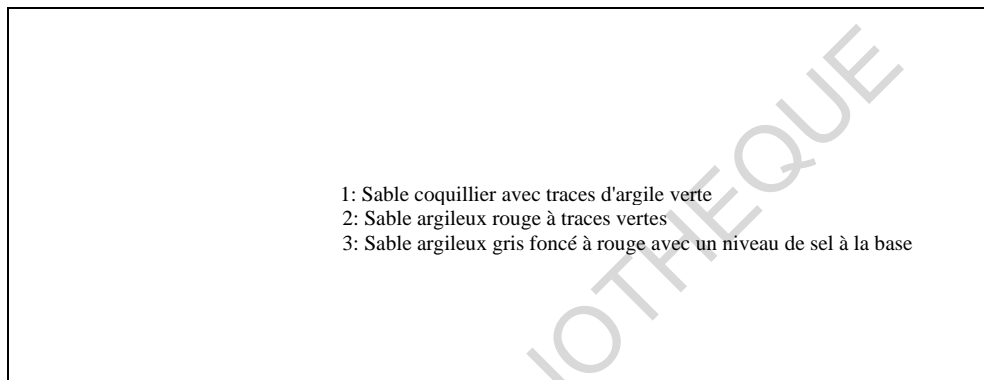 1: Sable coquillier avec traces d'argile verte
2: Sable argileux rouge à traces vertes
3: Sable argileux gris foncé à rouge avec un niveau de sel à la base
IOTHEQUE